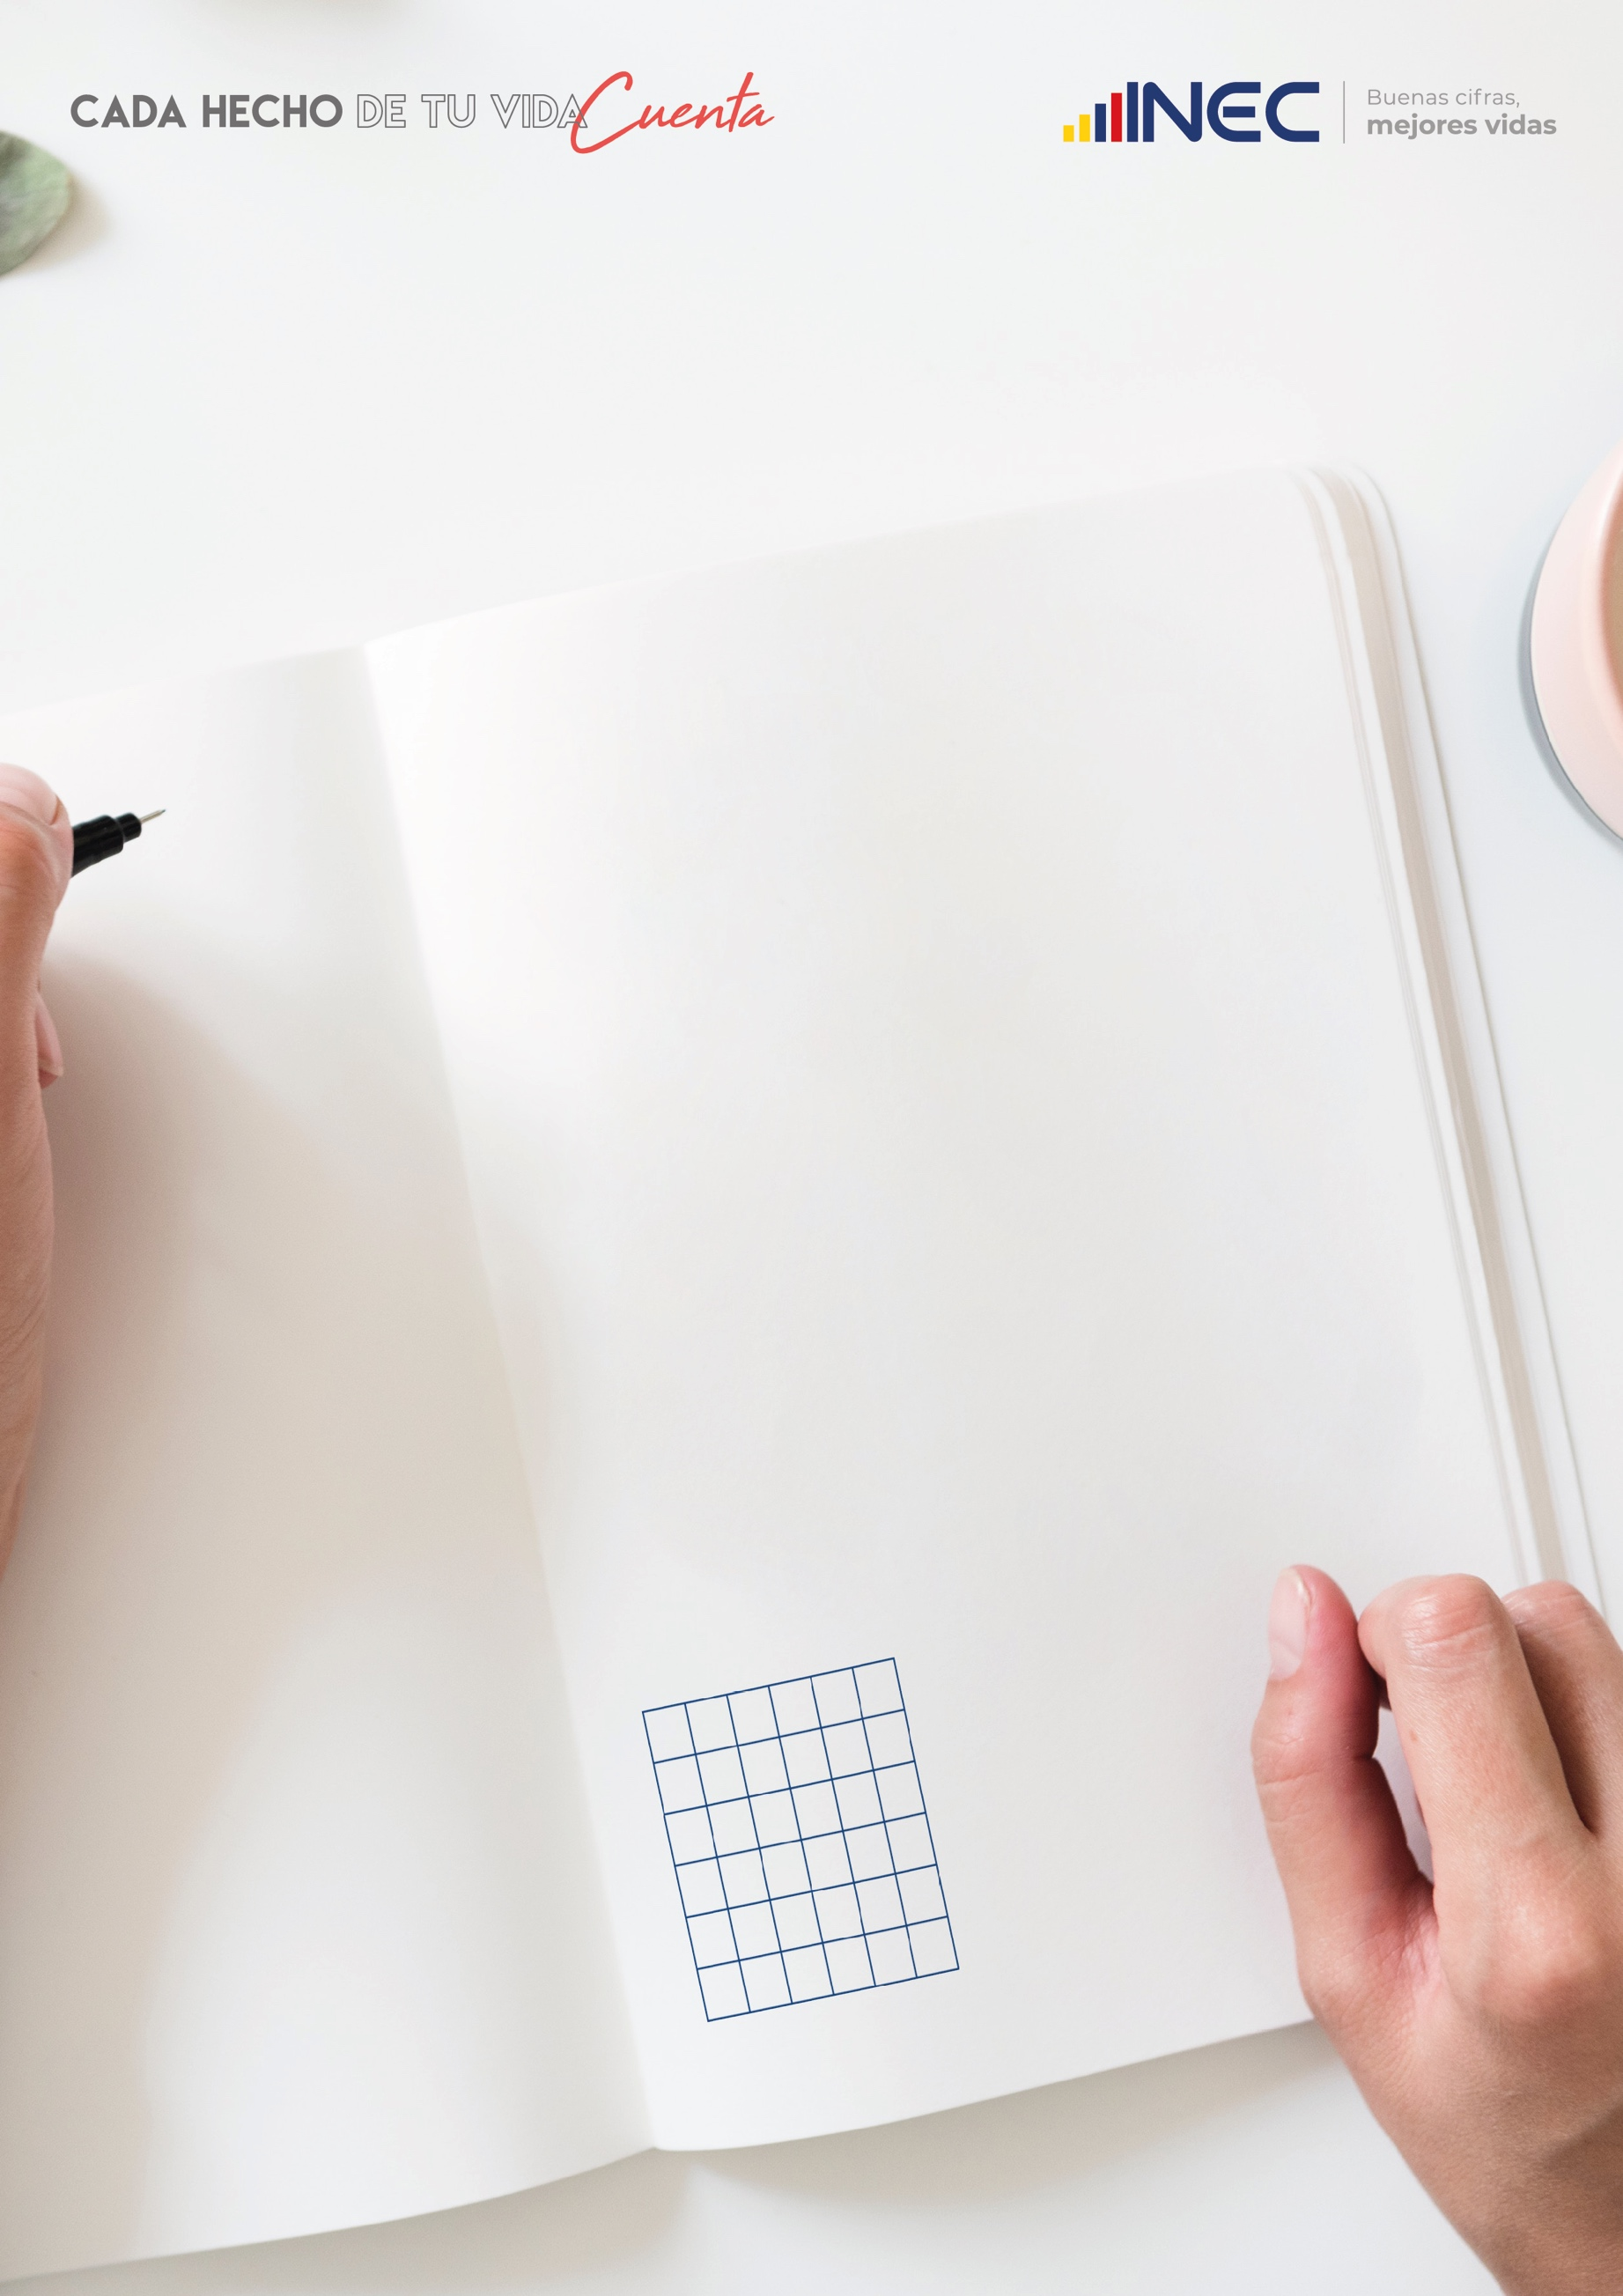 CADA HECHO DE TU VIDA Cuenta
INEC
Buenas cifras,
mejores vidas